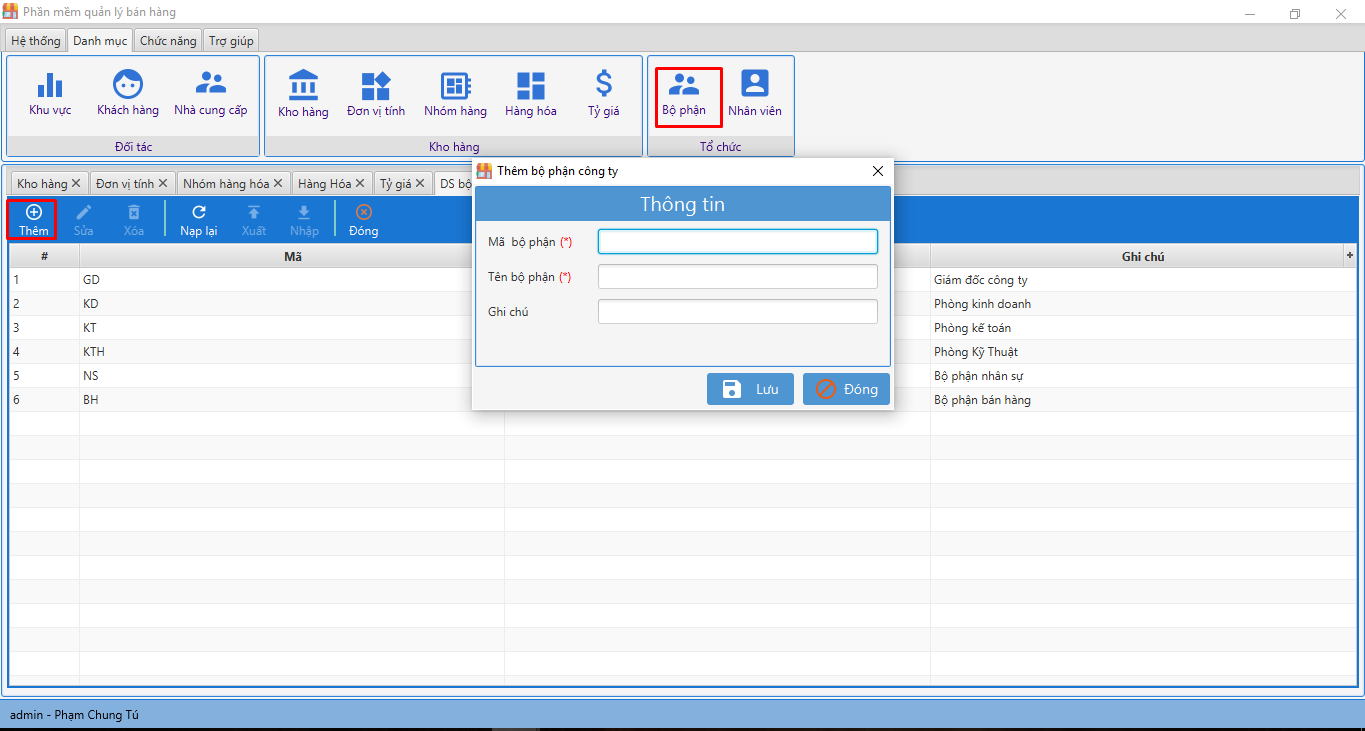 Phần mềm quản lý bán hàng
Hệ thống Danh mục Chức năng Trợ giúp
Khu vực Khách hàng Nhà cung cấp Kho hàng Đơn vị tính Nhóm hàng Hàng hóa Tỷ giá Bộ phận Nhân viên
Đối tác Kho hàng Tổ chức
Thêm bộ phận công ty
Kho hàng Đơn vị tính Nhóm hàng hóa Hàng Hóa Tỷ giá DS bộ
Thông tin
Thêm Sửa Xóa Nạp lại Xuất Nhập Đóng
Mã bộ phận (*)
# Mã Ghi chú +
Tên bộ phận (*)
1 GD Giám đốc công ty
2 KD Phòng kinh doanh
Ghi chú
3 KT Phòng kế toán
4 KTH Phòng Kỹ Thuật
5 NS Bộ phận nhân sự
Lưu Đóng
6 BH Bộ phận bán hàng
admin - Phạm Chung Tú